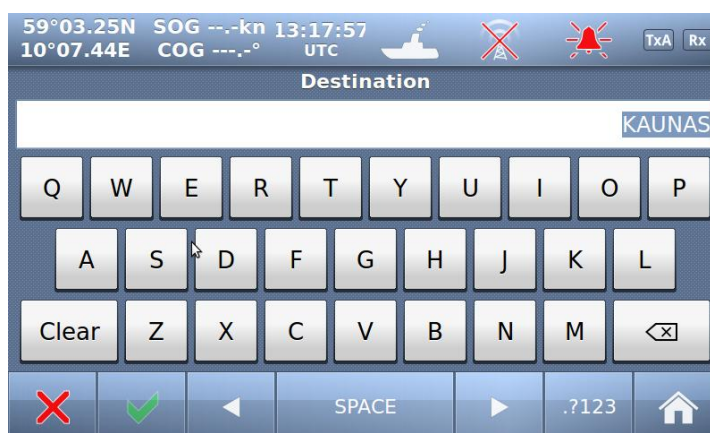 59°03.25N SOG --.-kn 13:17:57
10°07.44E COG ---.-° UTC
TxA Rx
Destination
KAUNAS
Q W E R T Y U I O P
A S D F G H J K L
Clear Z X C V B N M
SPACE .?123